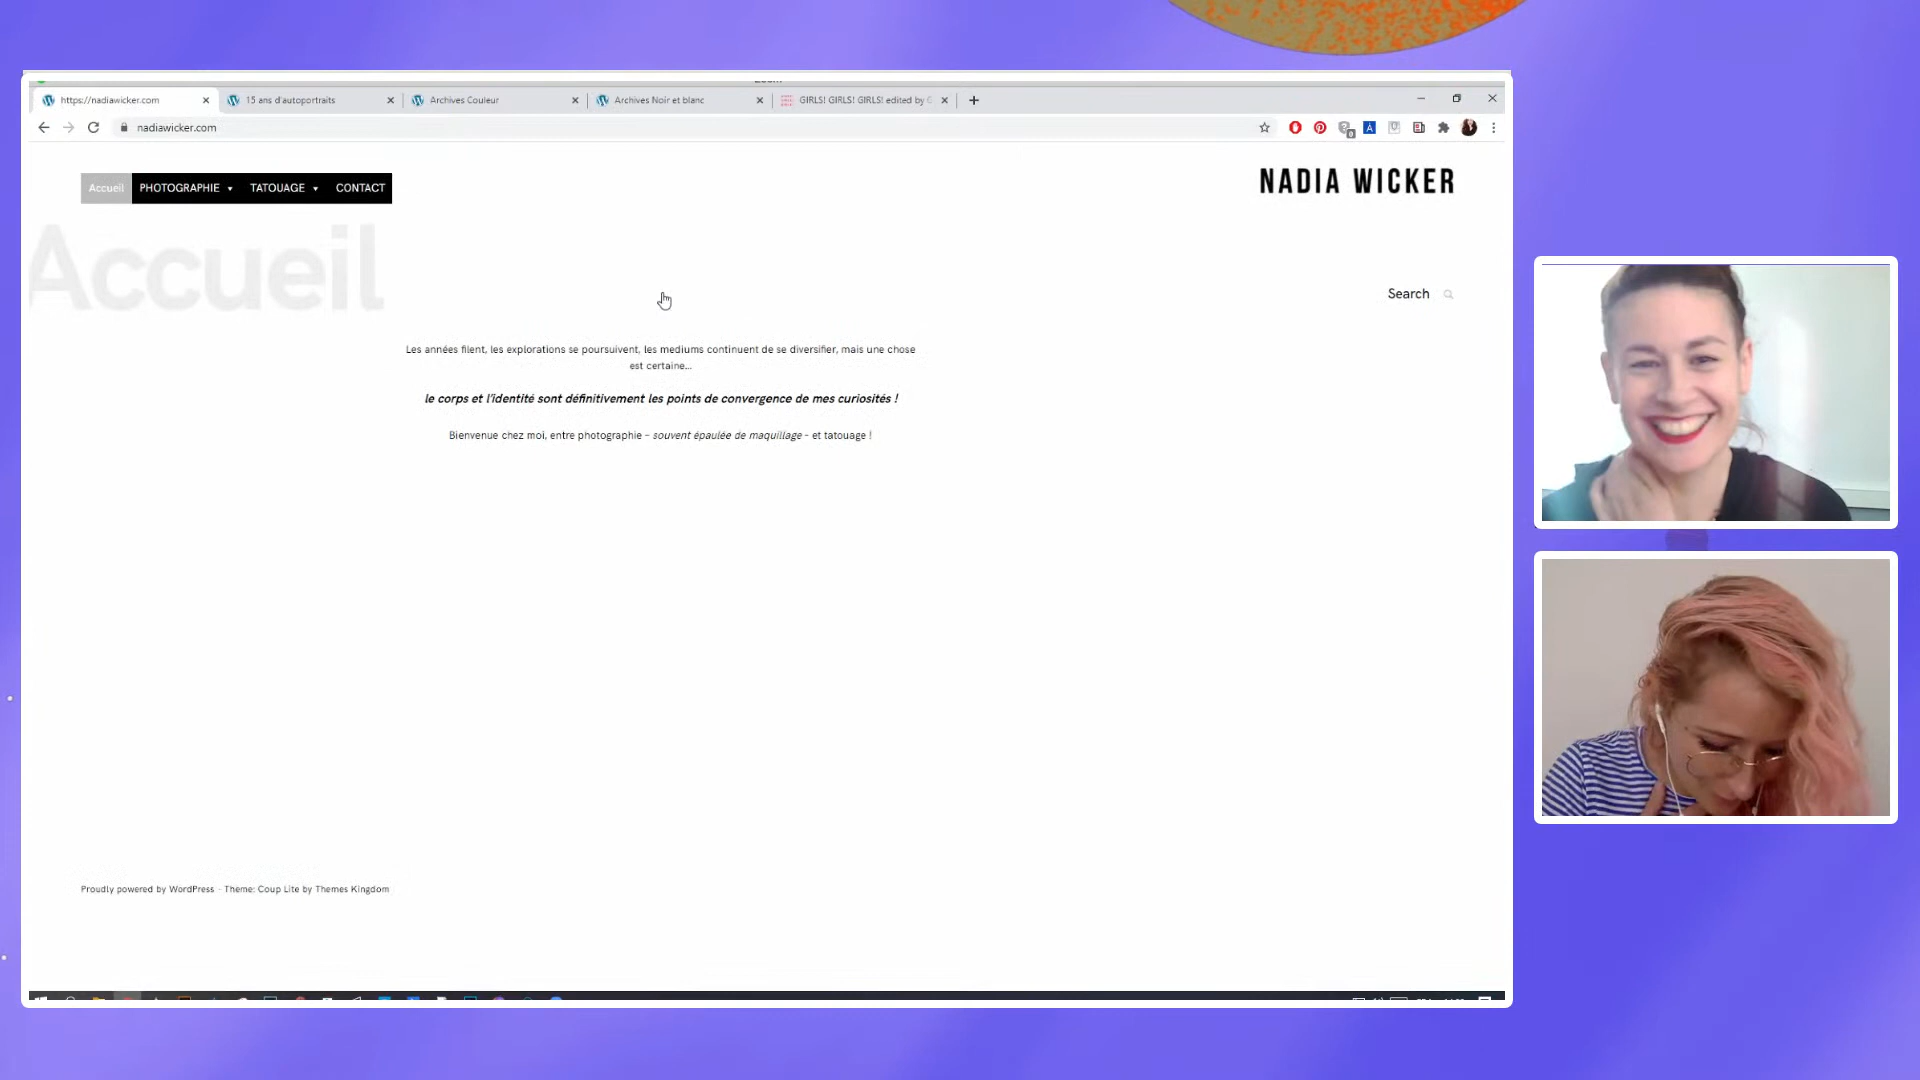 https://nadiawicker.com
15 ans d'autoportraits
Archives Couleur
Archives Noir et blanc
GIRLS! GIRLS! GIRLS! edited by
nadiawicker.com
Accueil PHOTOGRAPHIE TATOUAGE CONTACT
NADIA WICKER
Accueil
Search
Les années filent, les explorations se poursuivent, les mediums continuent de se diversifier, mais une chose
est certaine...
le corps et l'identité sont définitivement les points de convergence de mes curiosités !
Bienvenue chez moi, entre photographie – souvent épaulée de maquillage – et tatouage !
Proudly powered by WordPress · Theme: Coup Lite by Themes Kingdom